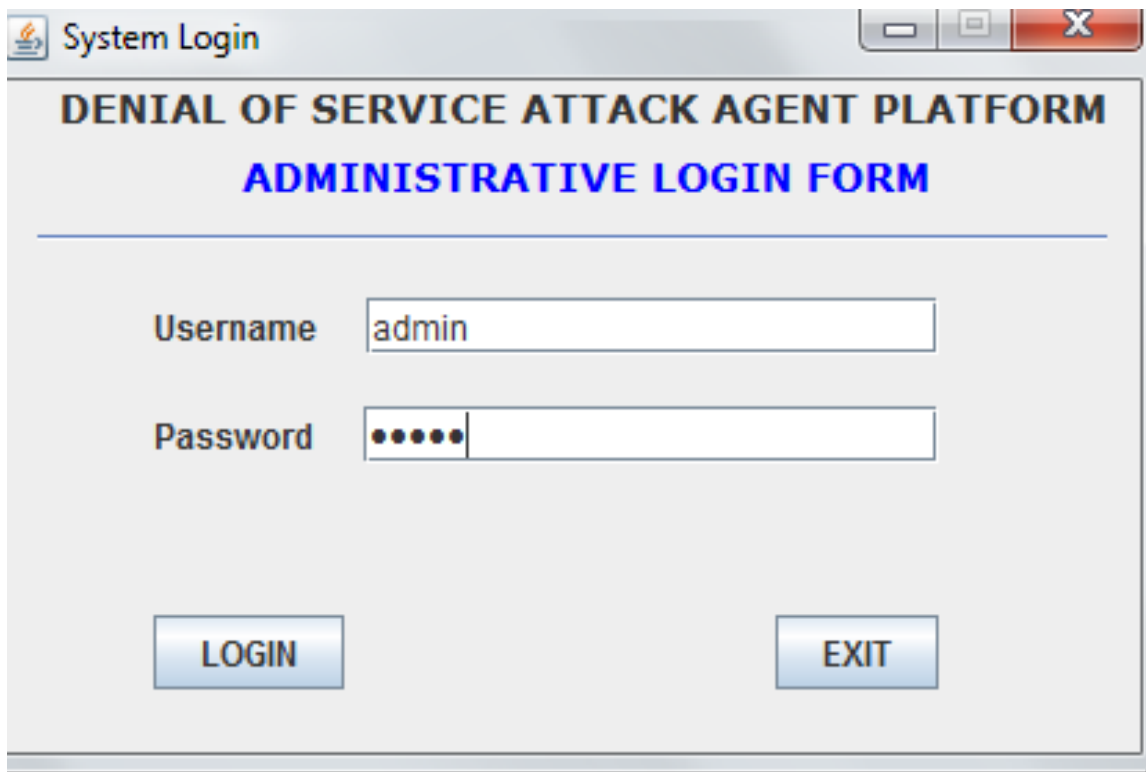 System Login
DENIAL OF SERVICE ATTACK AGENT PLATFORM
ADMINISTRATIVE LOGIN FORM
Username admin
Password •••••
LOGIN EXIT